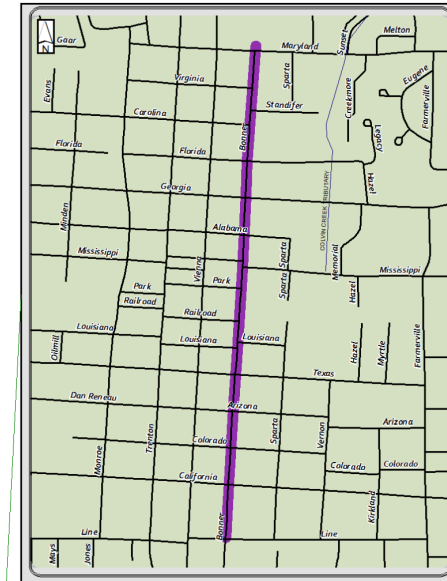 Gaar
N
Melton
Sunset
Maryland
Eugene
Virginia
Sparta
Evans
Creekmore
Farmerville
Standifer
Carolina
Bonner
Legacy
Florida
Florida
Hazel
Georgia
COLVIN CREEK TRIBUTARY
Minden
Alabama
Mississippi
Sparta
Memorial
Vienna
Mississippi
Park
Sparta
Park
Hazel
Railroad
Railroad
Louisiano
Louisiana
Louisiana
Oilmill
Hazel
Myrtle
Farmerville
Texas
Dan Reneau
Arizona
Arizona
Trenton
Colorado
Sparta
Vernon
Monroe
Colorado
Colorado
California
Kirkland
Bonner
Line
Line
Mays
Jones